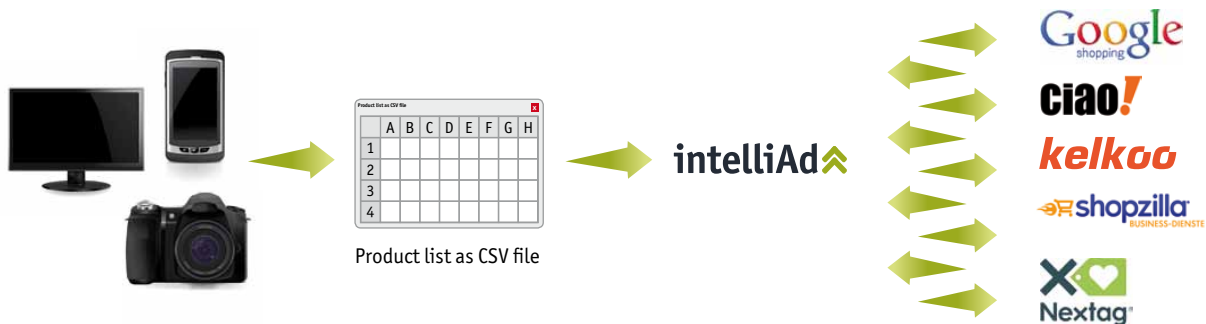 Product list as CSV file
x
A B C D E F G H
1
2
3
4
Product list as CSV file
intelliAd
Google
shopping
ciao!
kelkoo
shopzilla
BUSINESS-DIENSTE
Nextag